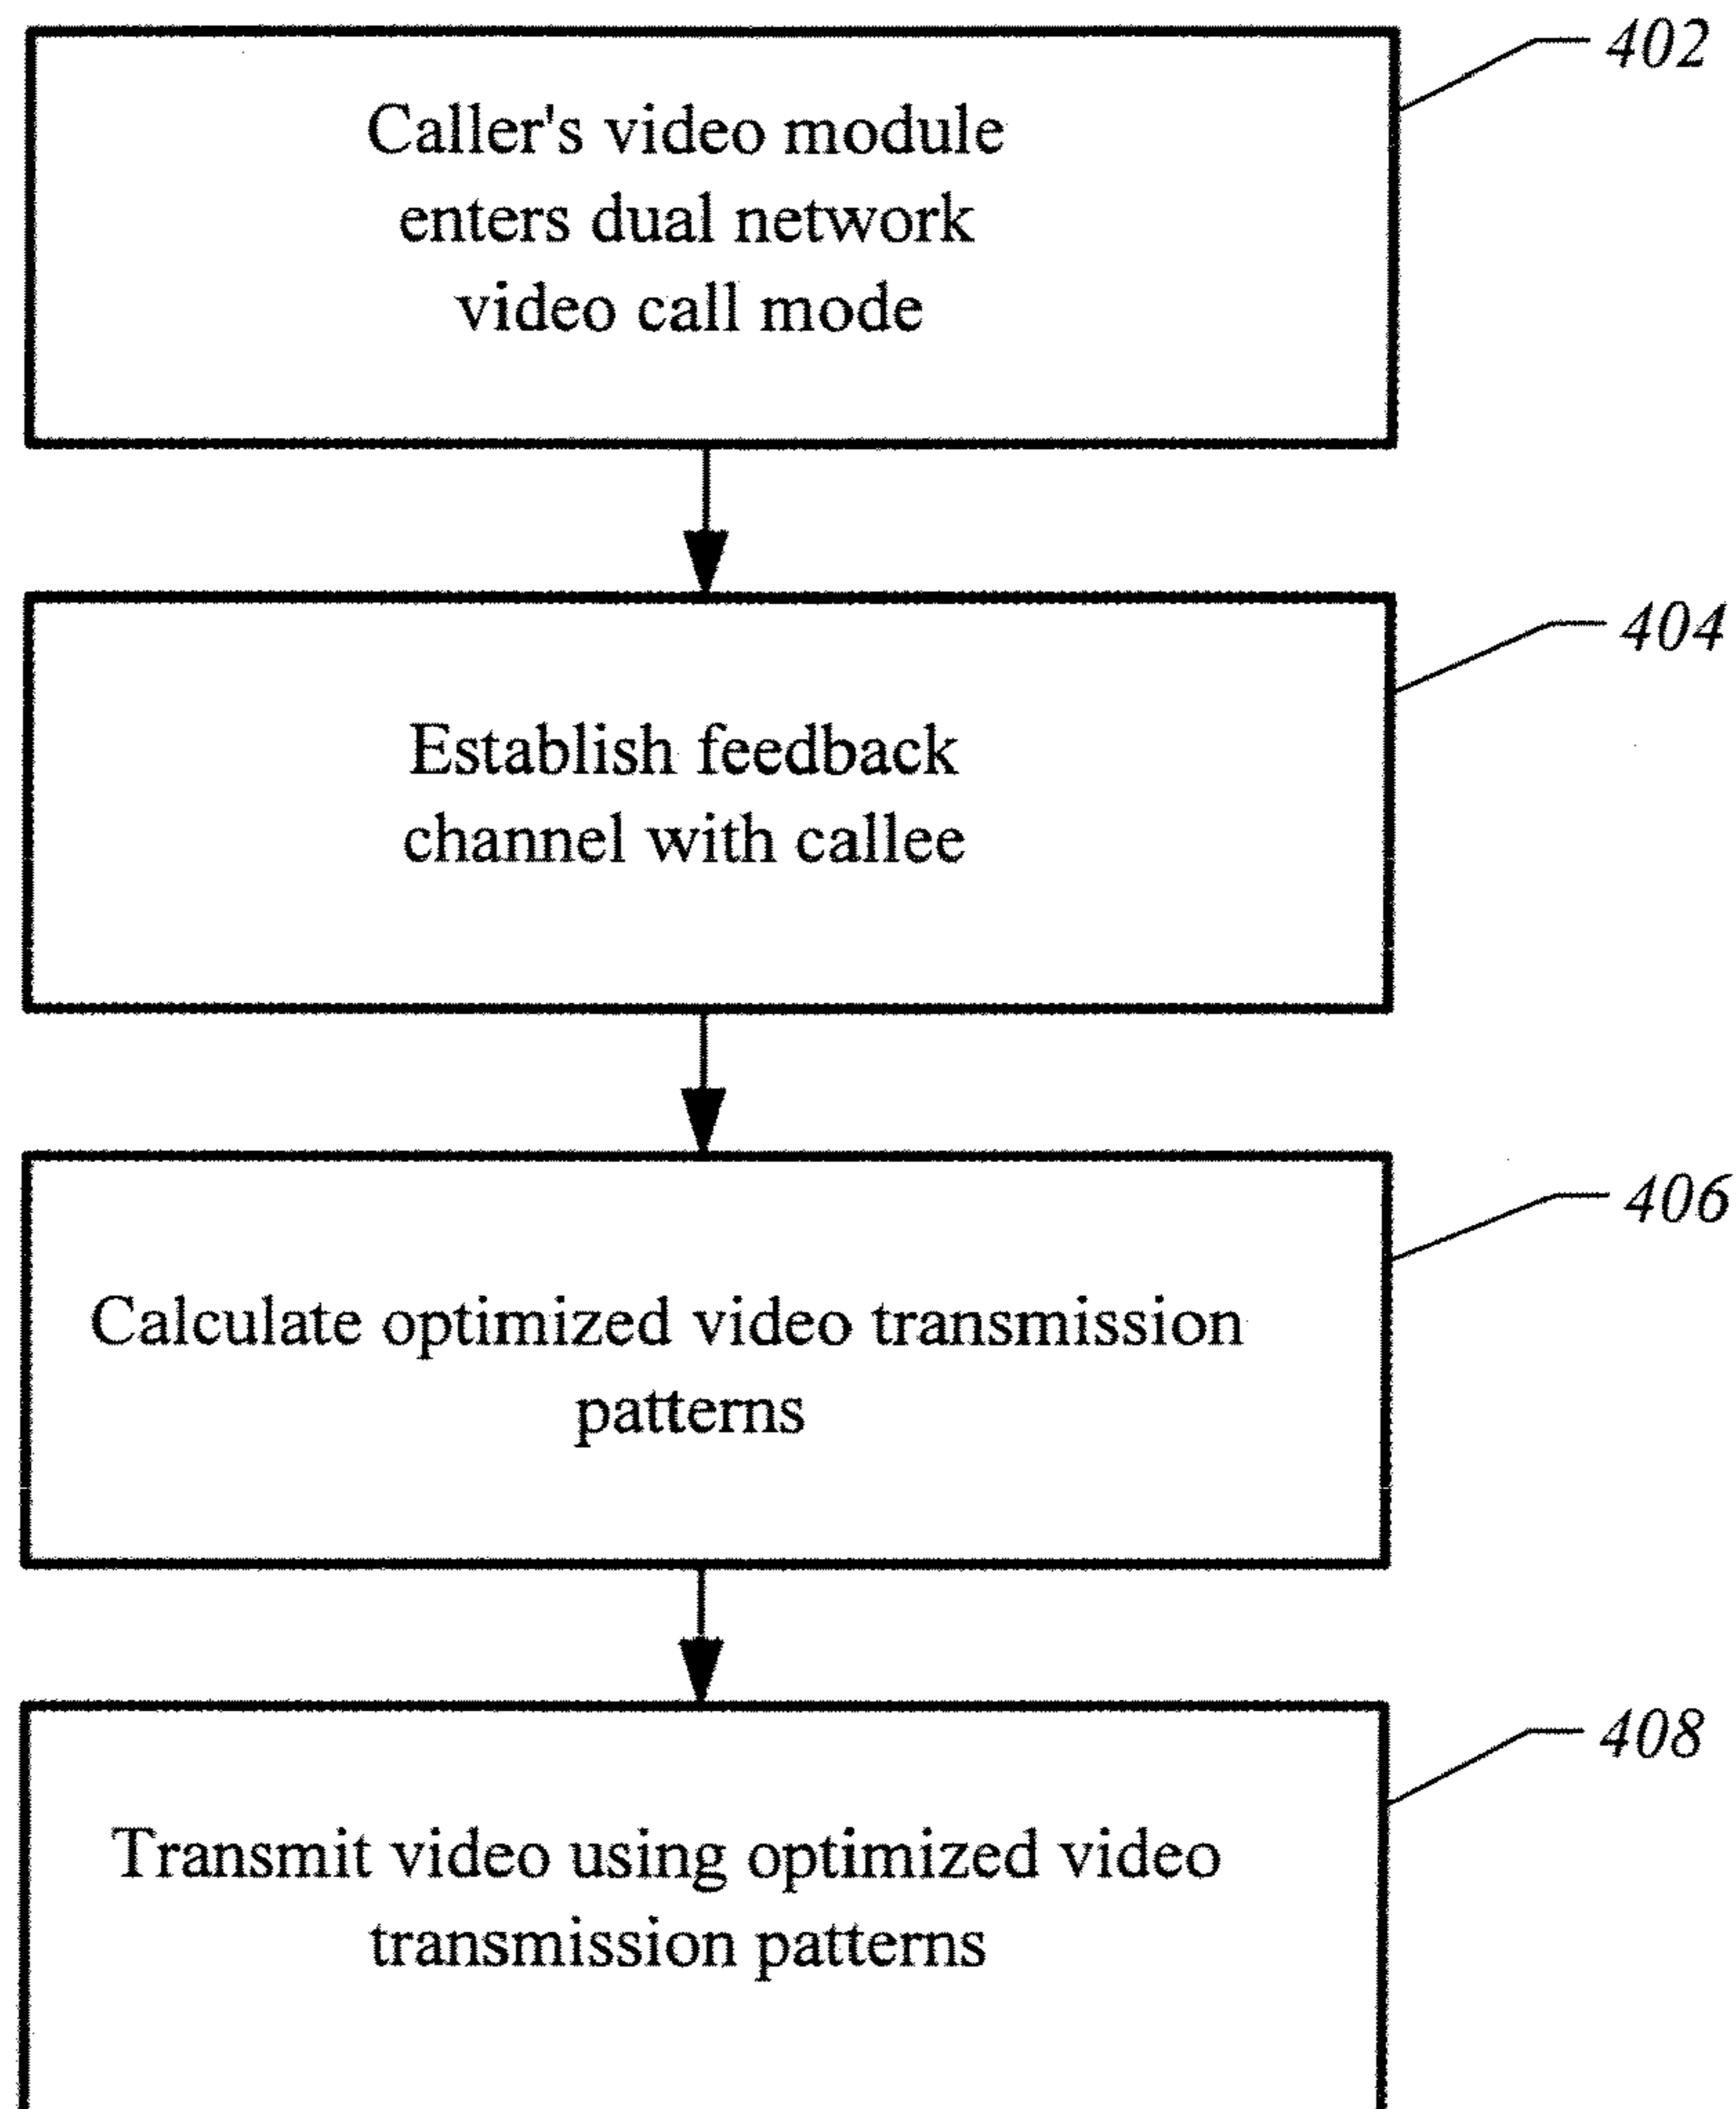 402
Caller's video module
enters dual network
video call mode
404
Establish feedback
channel with callee
406
Calculate optimized video transmission
patterns
408
Transmit video using optimized video
transmission patterns